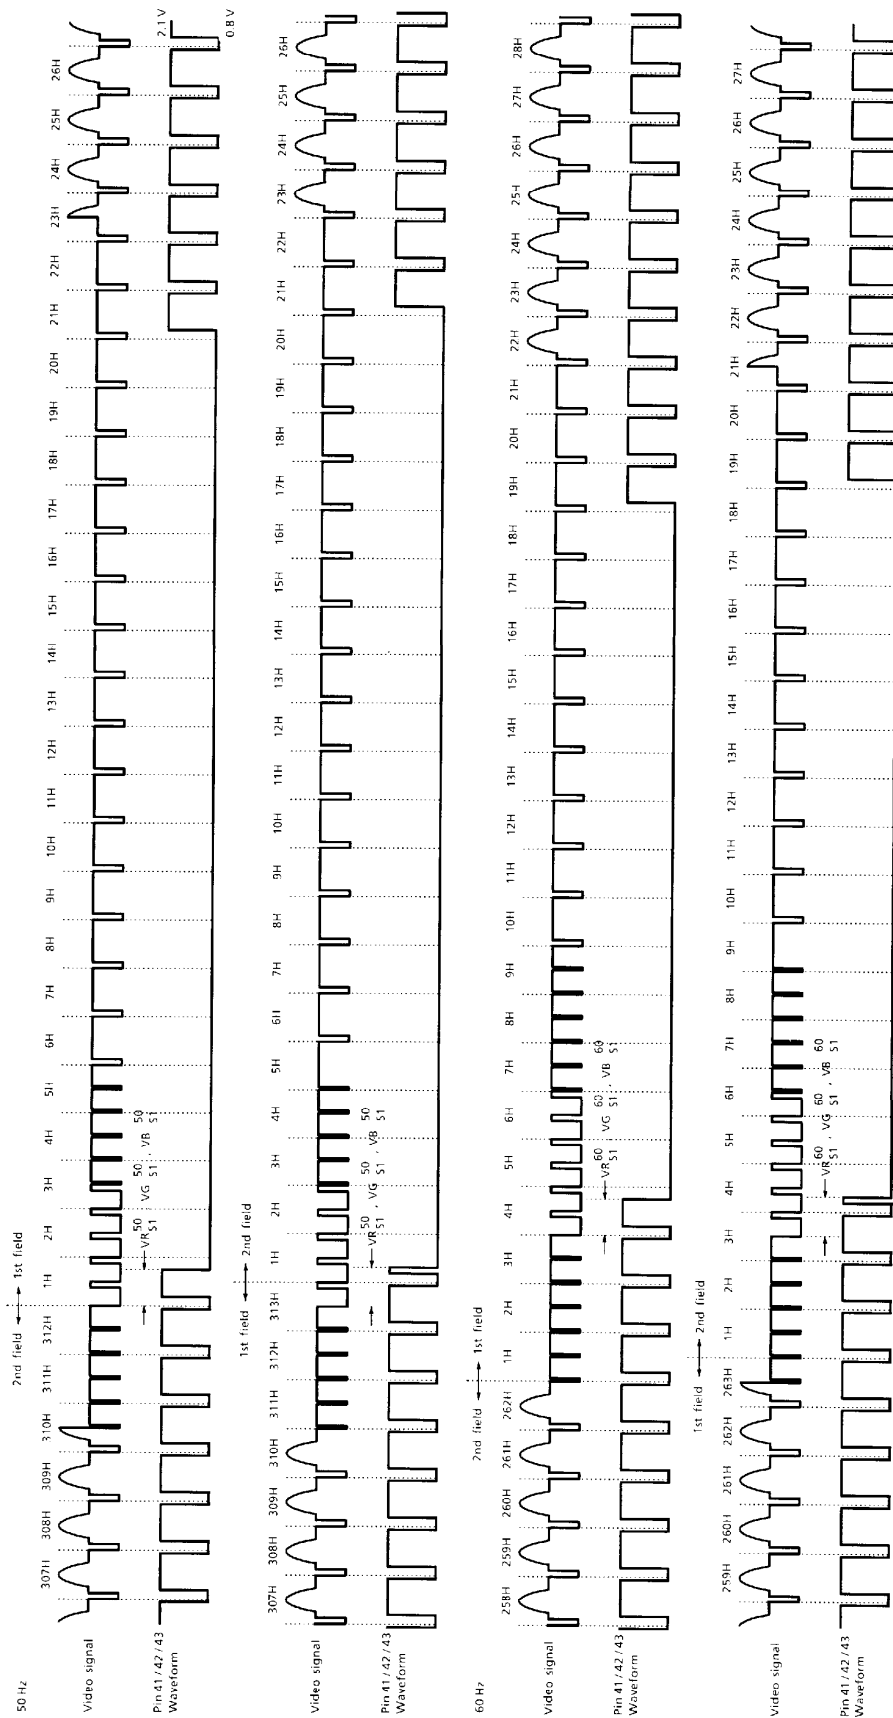 50 Hz
2nd field 1st field
307H 308H 309H 310H 311H 312H 1H 2H 3H 4H 5H 6H 7H 8H 9H 10H 11H 12H 13H 14H 15H 16H 17H 18H 19H 20H 21H 22H 23H 24H 25H 26H
Video signal
VR 50 S1 , VG 50 S1 , VB 50 S1
2.1 V
0.8 V
Pin 41 / 42 / 43
Waveform
1st field 2nd field
307H 308H 309H 310H 311H 312H 313H 1H 2H 3H 4H 5H 6H 7H 8H 9H 10H 11H 12H 13H 14H 15H 16H 17H 18H 19H 20H 21H 22H 23H 24H 25H 26H
Video signal
VR 50 S1 , VG 50 S1 , VB 50 S1
Pin 41 / 42 / 43
Waveform
60 Hz
2nd field 1st field
258H 259H 260H 261H 262H 1H 2H 3H 4H 5H 6H 7H 8H 9H 10H 11H 12H 13H 14H 15H 16H 17H 18H 19H 20H 21H 22H 23H 24H 25H 26H 27H 28H
Video signal
VR 60 S1 , VG 60 S1 , VB 60 S1
Pin 41 / 42 / 43
Waveform
1st field 2nd field
259H 260H 261H 262H 263H 1H 2H 3H 4H 5H 6H 7H 8H 9H 10H 11H 12H 13H 14H 15H 16H 17H 18H 19H 20H 21H 22H 23H 24H 25H 26H 27H
Video signal
VR 60 S1 , VG 60 S1 , VB 60 S1
Pin 41 / 42 / 43
Waveform